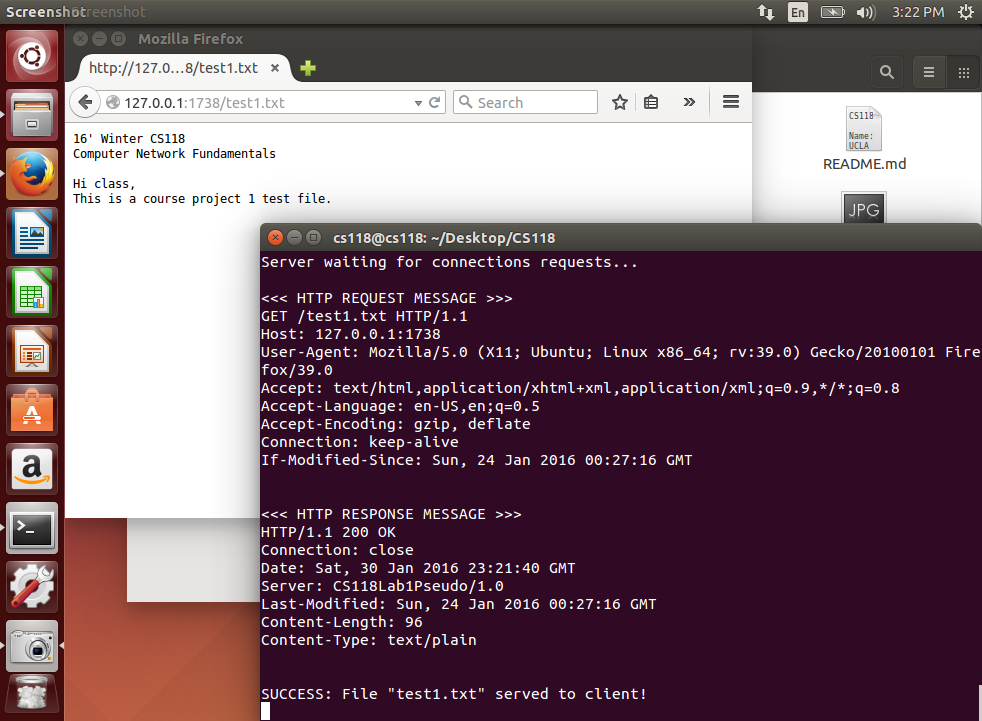 Screenshot Screenshot
En
3:22 PM
Mozilla Firefox
http://127.0...8/test1.txt
127.0.0.1:1738/test1.txt
Search
16' Winter CS118
Computer Network Fundamentals
Hi class,
This is a course project 1 test file.
CS118
Name:
UCLA
README.md
JPG
cs118@cs118: ~/Desktop/CS118
Server waiting for connections requests...
<<< HTTP REQUEST MESSAGE >>>
GET /test1.txt HTTP/1.1
Host: 127.0.0.1:1738
User-Agent: Mozilla/5.0 (X11; Ubuntu; Linux x86_64; rv:39.0) Gecko/20100101 Fire
fox/39.0
Accept: text/html,application/xhtml+xml,application/xml;q=0.9,*/*;q=0.8
Accept-Language: en-US,en;q=0.5
Accept-Encoding: gzip, deflate
Connection: keep-alive
If-Modified-Since: Sun, 24 Jan 2016 00:27:16 GMT
<<< HTTP RESPONSE MESSAGE >>>
HTTP/1.1 200 OK
Connection: close
Date: Sat, 30 Jan 2016 23:21:40 GMT
Server: CS118Lab1Pseudo/1.0
Last-Modified: Sun, 24 Jan 2016 00:27:16 GMT
Content-Length: 96
Content-Type: text/plain
SUCCESS: File "test1.txt" served to client!